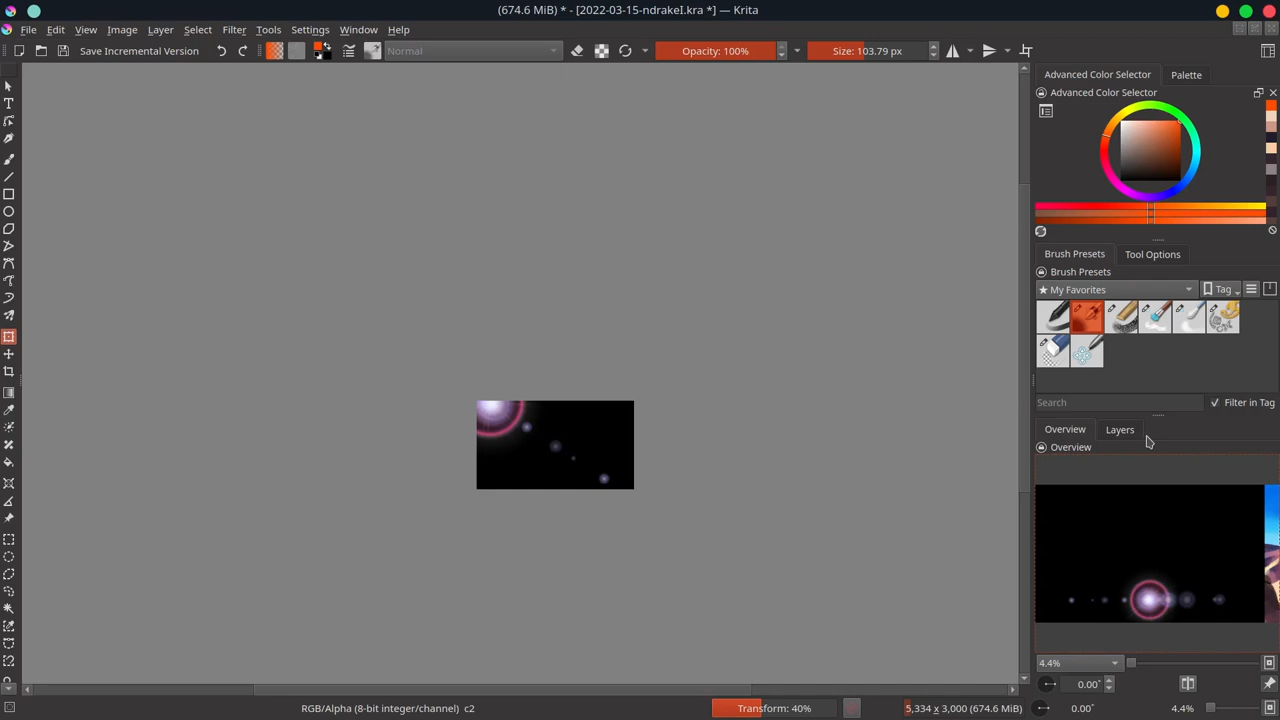 (674.6 MiB) * - [2022-03-15-ndrakeI.kra *] — Krita
File Edit View Image Layer Select Filter Tools Settings Window Help
Save Incremental Version Normal Opacity: 100% Size: 103.79 px
Advanced Color Selector Palette
Advanced Color Selector
Brush Presets Tool Options
Brush Presets
★ My Favorites Tag
Search Filter in Tag
Overview Layers
Overview
4.4%
0.00°
RGB/Alpha (8-bit integer/channel) c2 Transform: 40% 5,334 x 3,000 (674.6 MiB) 0.00° 4.4%